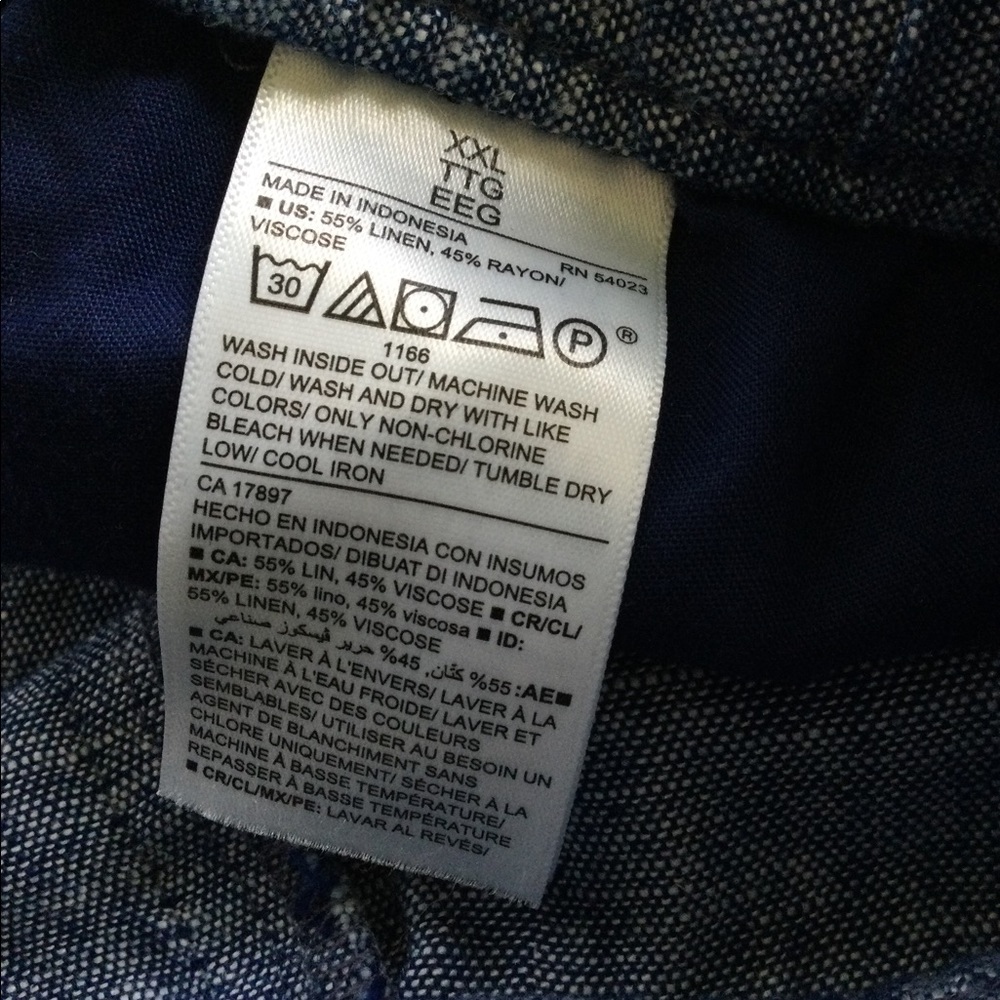 XXL
TTG
EEG
MADE IN INDONESIA
RN 54023
■ US: 55% LINEN, 45% RAYON/
VISCOSE
30
P ®
1166
WASH INSIDE OUT/ MACHINE WASH
COLD/ WASH AND DRY WITH LIKE
COLORS/ ONLY NON-CHLORINE
BLEACH WHEN NEEDED/ TUMBLE DRY
LOW/ COOL IRON
CA 17897
HECHO EN INDONESIA CON INSUMOS
IMPORTADOS/ DIBUAT DI INDONESIA
■ CA: 55% LIN, 45% VISCOSE ■ CR/CL/
MX/PE: 55% lino, 45% viscosa ■ ID:
55% LINEN, 45% VISCOSE
■AE: 55% كتّان, 45% حرير ڤيسكوز صناعي
■ CA: LAVER À L'ENVERS/ LAVER À LA
MACHINE À L'EAU FROIDE/ LAVER ET
SÉCHER AVEC DES COULEURS
SEMBLABLES/ UTILISER AU BESOIN UN
AGENT DE BLANCHIMENT SANS
CHLORE UNIQUEMENT/ SÉCHER À LA
MACHINE À BASSE TEMPÉRATURE/
REPASSER À BASSE TEMPÉRATURE
■ CR/CL/MX/PE: LAVAR AL REVÉS/